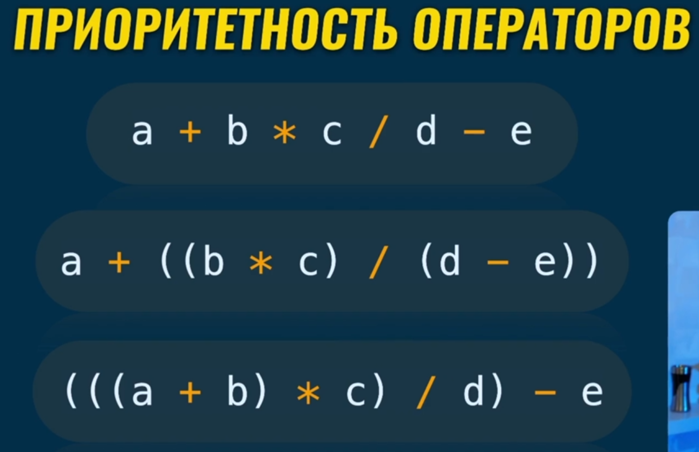 ПРИОРИТЕТНОСТЬ ОПЕРАТОРОВ
a + b * c / d − e
a + ((b * c) / (d − e))
(((a + b) * c) / d) − e